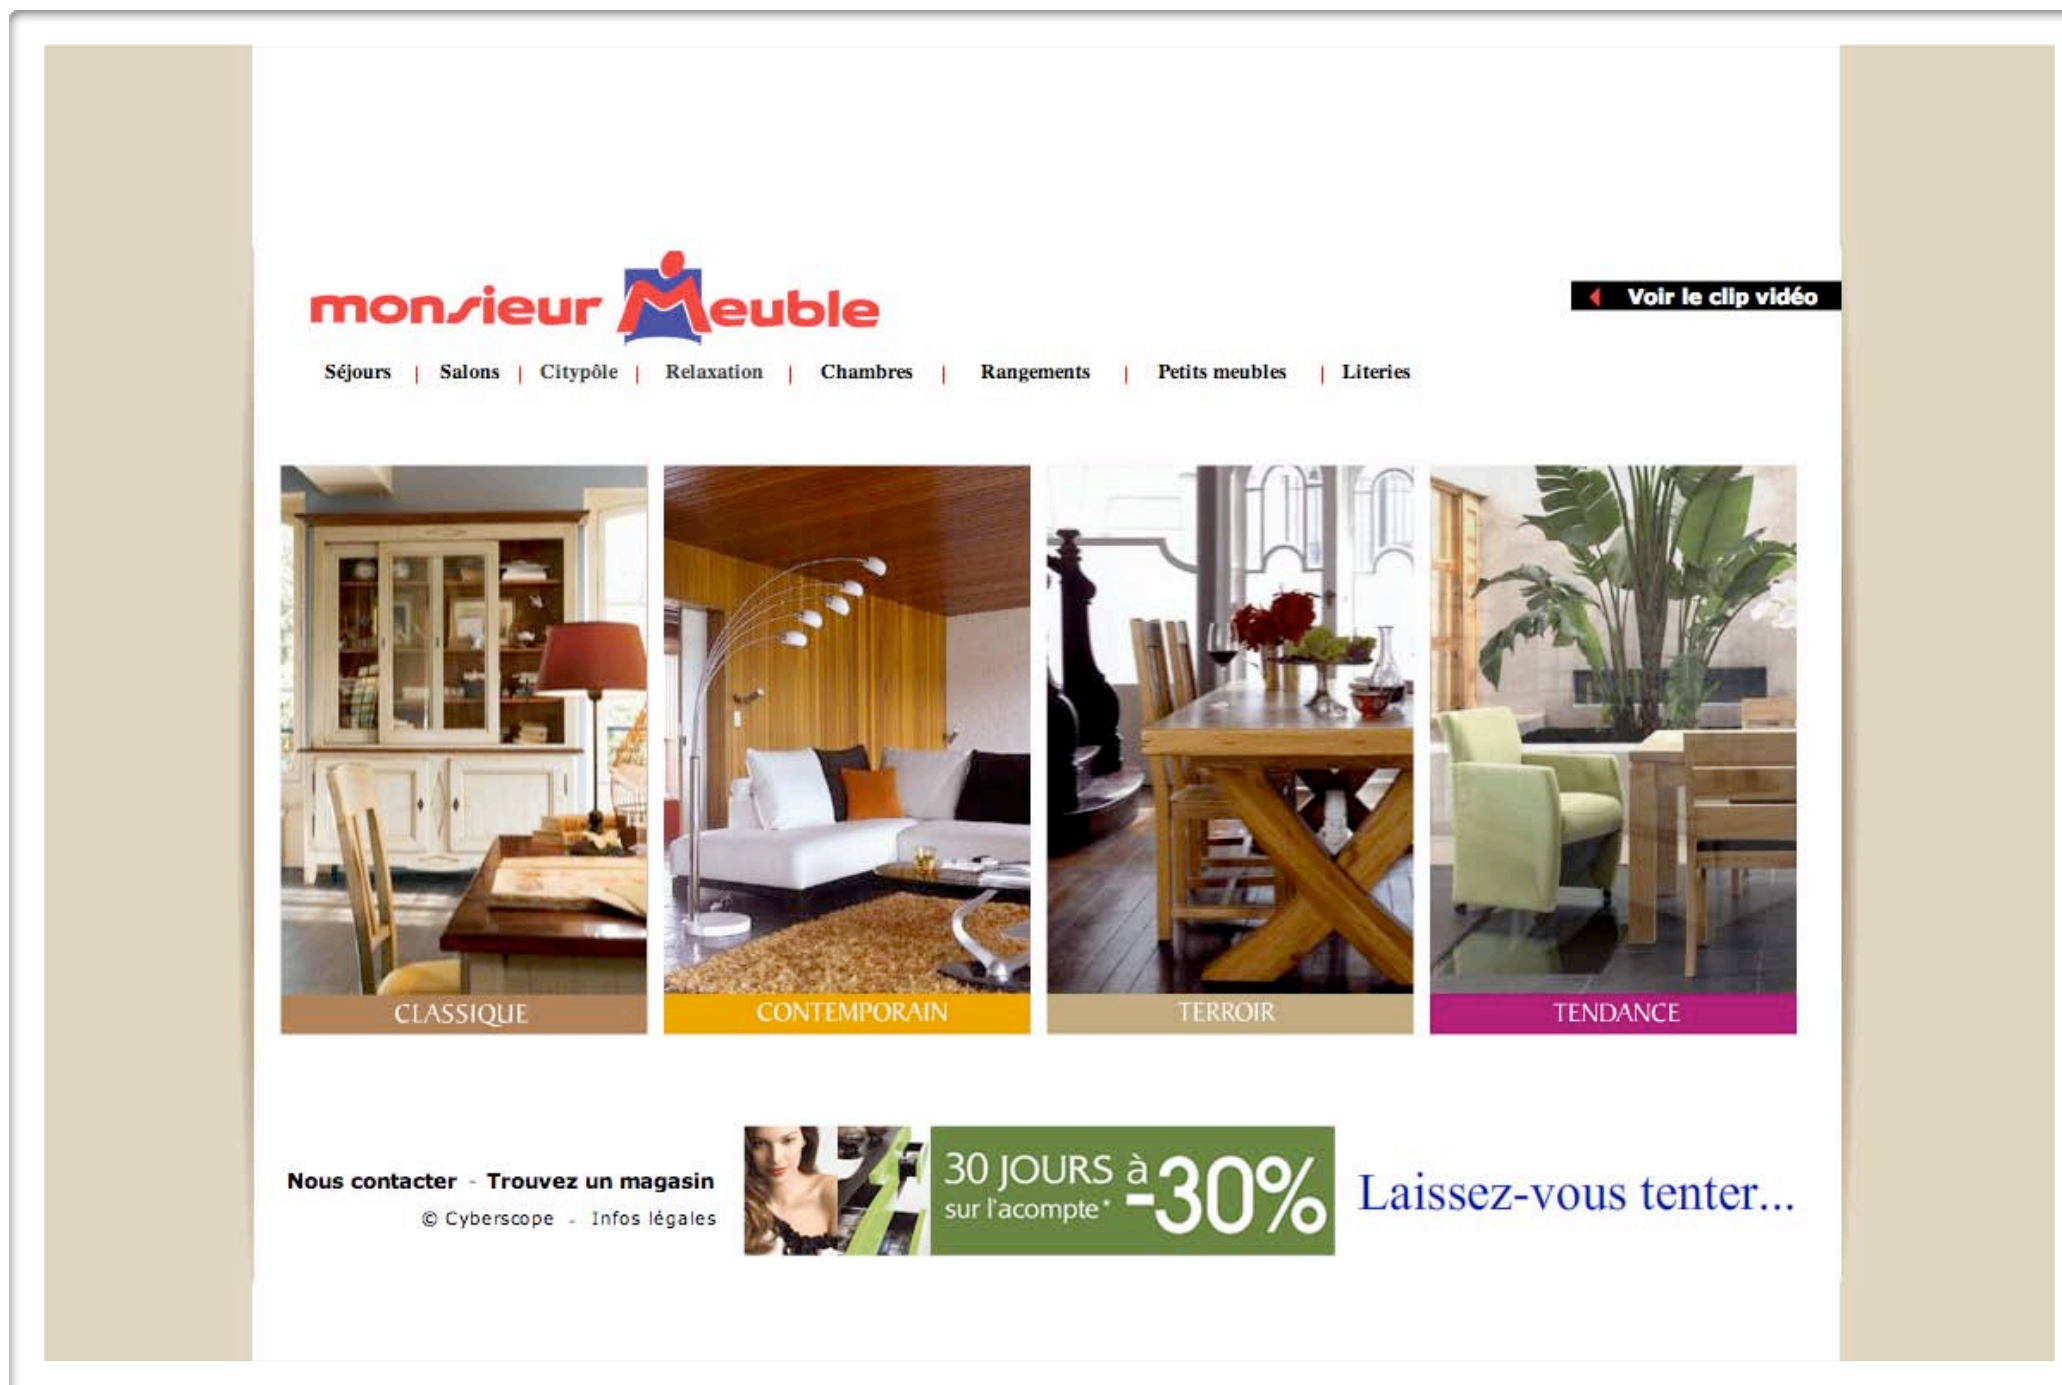 monsieur Meuble
Voir le clip vidéo
Séjours | Salons | Citypôle | Relaxation | Chambres | Rangements | Petits meubles | Literies
CLASSIQUE
CONTEMPORAIN
TERROIR
TENDANCE
Nous contacter - Trouvez un magasin
© Cyberscope - Infos légales
30 JOURS à
sur l'acompte*
-30%
Laissez-vous tenter...